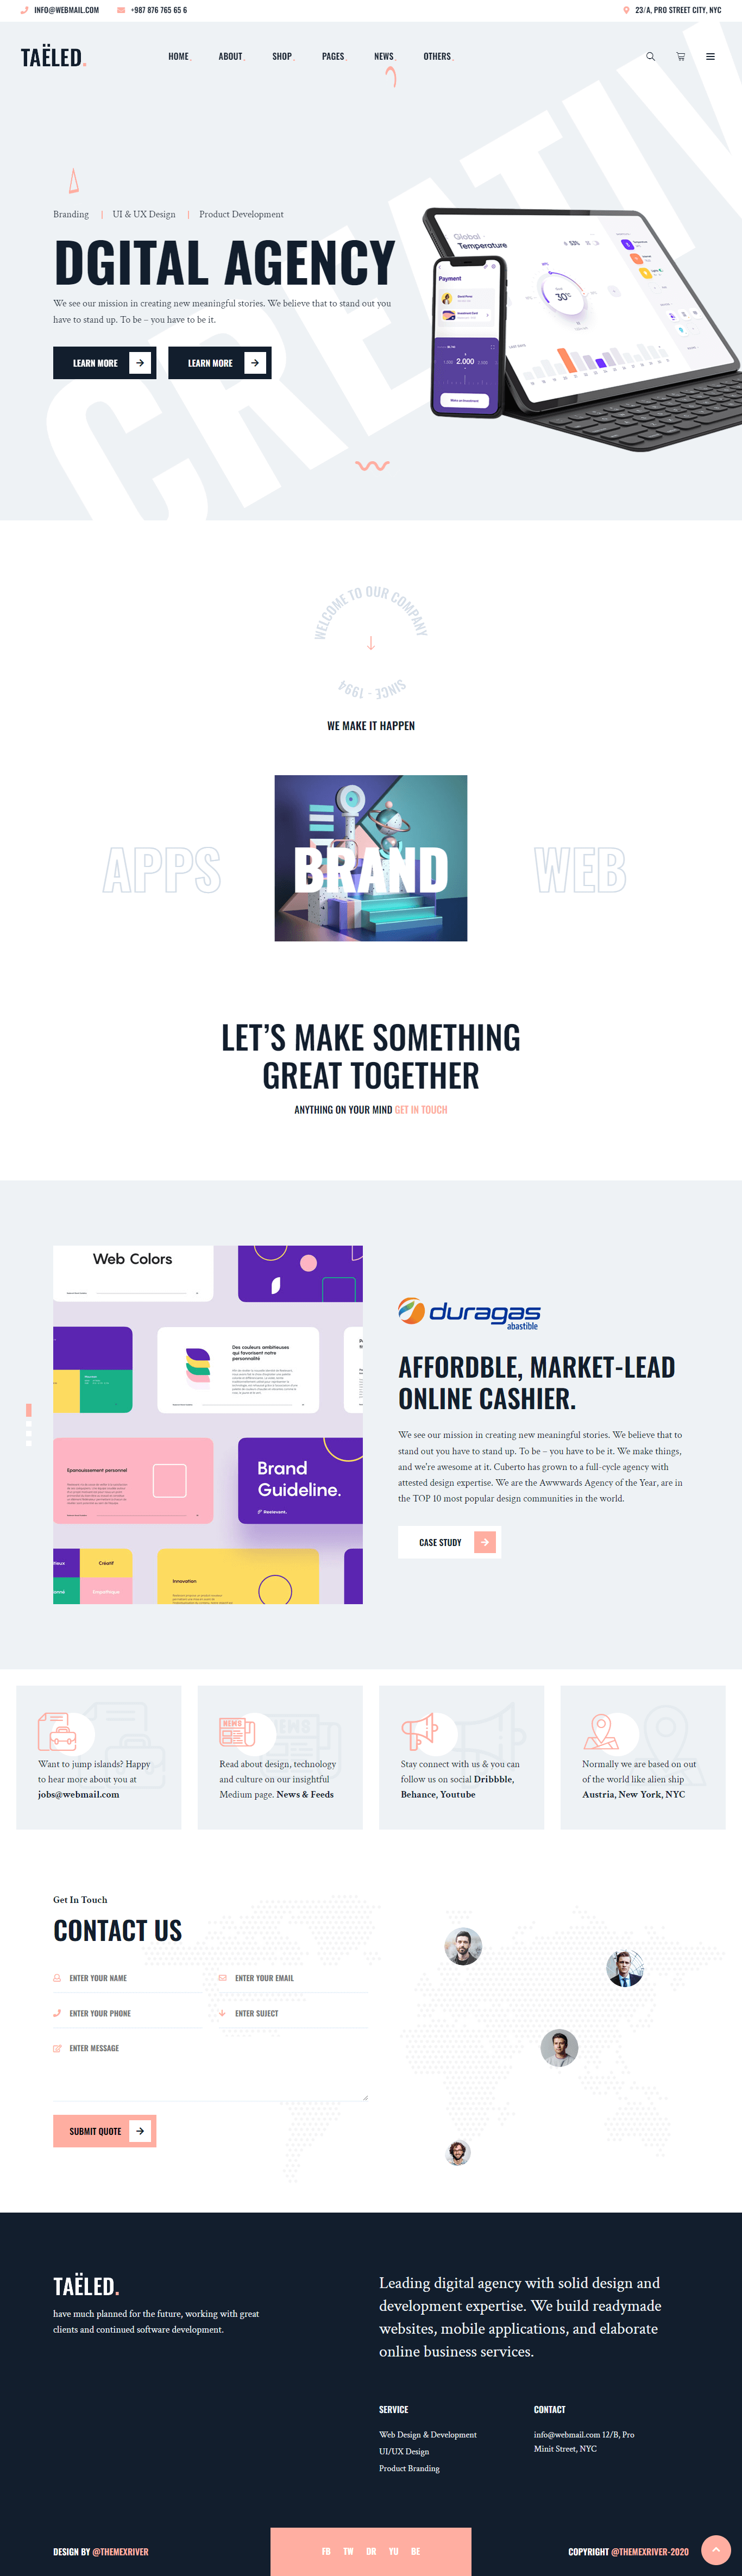 INFO@WEBMAIL.COM
+987 876 765 65 6
23/A, PRO STREET CITY, NYC
TAËLED.
HOME
ABOUT
SHOP
PAGES
NEWS
OTHERS
CREATIV
Branding
UI & UX Design
Product Development
DGITAL AGENCY
We see our mission in creating new meaningful stories. We believe that to stand out you
have to stand up. To be – you have to be it.
LEARN MORE
LEARN MORE
Global
Temperature
Payment
2.000
WELCOME TO OUR COMPANY
SINCE - 1994
WE MAKE IT HAPPEN
APPS
BRAND
WEB
LET'S MAKE SOMETHING
GREAT TOGETHER
ANYTHING ON YOUR MIND GET IN TOUCH
Web Colors
Des couleurs ambitieuses
qui favorisent notre
personnalité
Epanouissement personnel
Brand
Guideline.
Créatif
Empathique
Innovation
duragas
abastible
AFFORDBLE, MARKET-LEAD
ONLINE CASHIER.
We see our mission in creating new meaningful stories. We believe that to
stand out you have to stand up. To be – you have to be it. We make things,
and we're awesome at it. Cuberto has grown to a full-cycle agency with
attested design expertise. We are the Awwwards Agency of the Year, are in
the TOP 10 most popular design communities in the world.
CASE STUDY
Want to jump islands? Happy
to hear more about you at
jobs@webmail.com
NEWS
Read about design, technology
and culture on our insightful
Medium page. News & Feeds
Stay connect with us & you can
follow us on social Dribbble,
Behance, Youtube
Normally we are based on out
of the world like alien ship
Austria, New York, NYC
Get In Touch
CONTACT US
ENTER YOUR NAME
ENTER YOUR EMAIL
ENTER YOUR PHONE
ENTER SUJECT
ENTER MESSAGE
SUBMIT QUOTE
TAËLED.
have much planned for the future, working with great
clients and continued software development.
Leading digital agency with solid design and
development expertise. We build readymade
websites, mobile applications, and elaborate
online business services.
SERVICE
Web Design & Development
UI/UX Design
Product Branding
CONTACT
info@webmail.com 12/B, Pro
Minit Street, NYC
DESIGN BY @THEMEXRIVER
FB TW DR YU BE
COPYRIGHT @THEMEXRIVER-2020